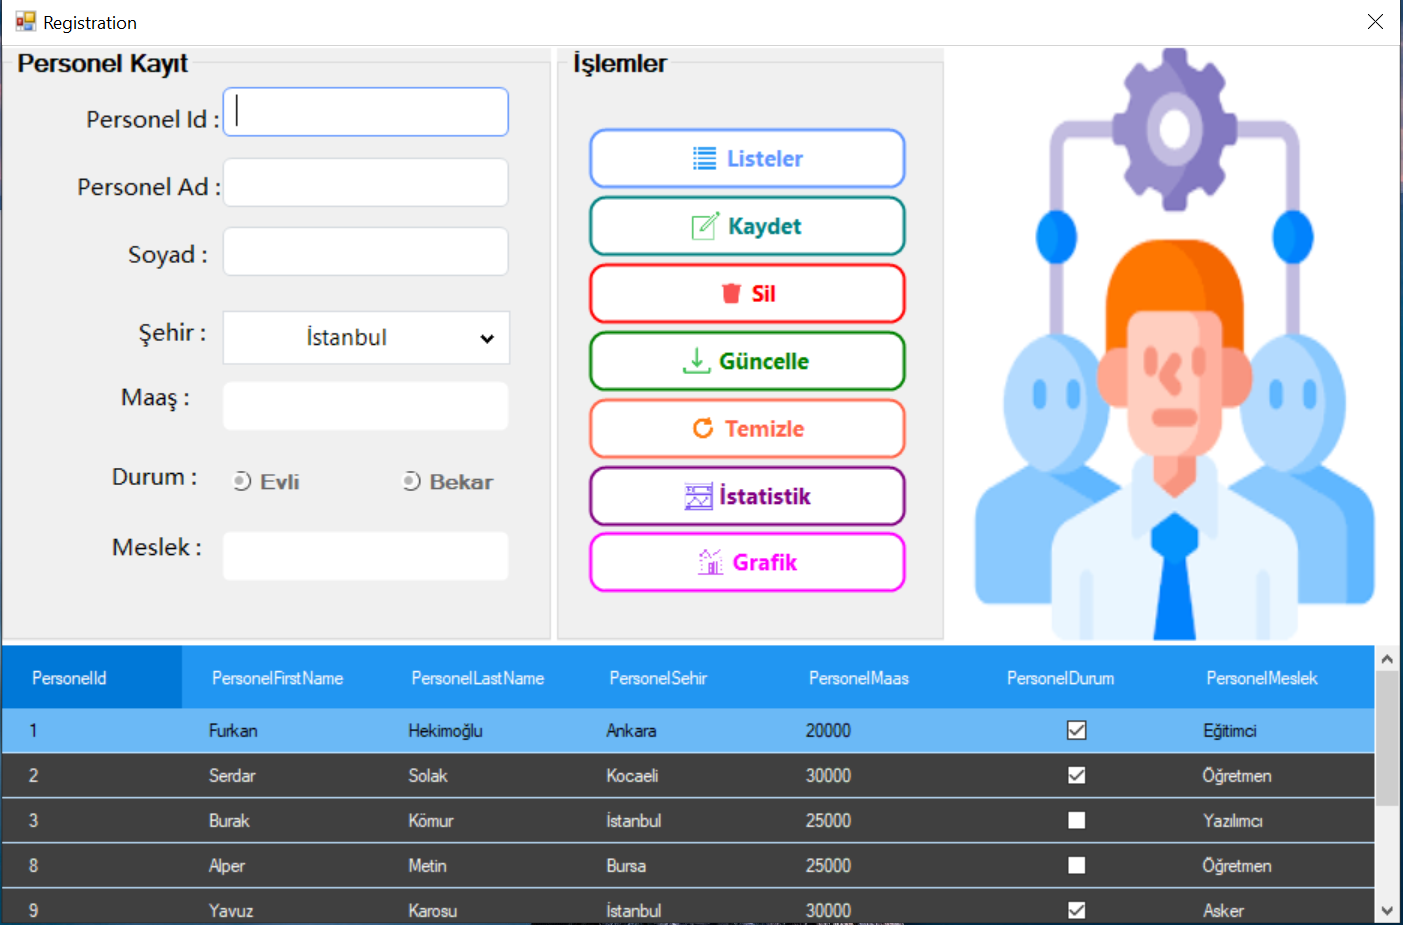 Registration
Personel Kayıt
Personel Id :
Personel Ad :
Soyad :
Şehir :
İstanbul
Maaş :
Durum :
Evli
Bekar
Meslek :
İşlemler
Listeler
Kaydet
Sil
Güncelle
Temizle
İstatistik
Grafik
PersonelId PersonelFirstName PersonelLastName PersonelSehir PersonelMaas PersonelDurum PersonelMeslek
1 Furkan Hekimoğlu Ankara 20000 Eğitimci
2 Serdar Solak Kocaeli 30000 Öğretmen
3 Burak Kömur İstanbul 25000 Yazılımcı
8 Alper Metin Bursa 25000 Öğretmen
9 Yavuz Karosu İstanbul 30000 Asker